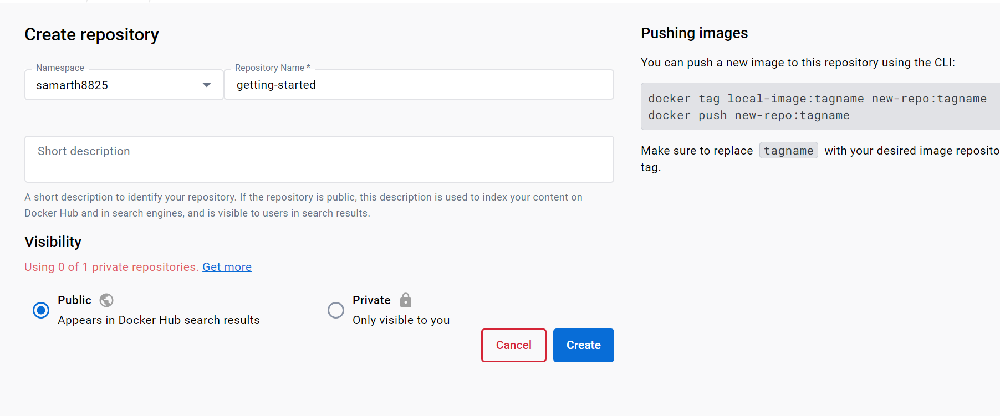 Create repository
Namespace
samarth8825
Repository Name *
getting-started
Short description
A short description to identify your repository. If the repository is public, this description is used to index your content on
Docker Hub and in search engines, and is visible to users in search results.
Visibility
Using 0 of 1 private repositories. Get more
Public
Appears in Docker Hub search results
Private
Only visible to you
Cancel
Create
Pushing images
You can push a new image to this repository using the CLI:
docker tag local-image:tagname new-repo:tagname
docker push new-repo:tagname
Make sure to replace tagname with your desired image reposito
tag.